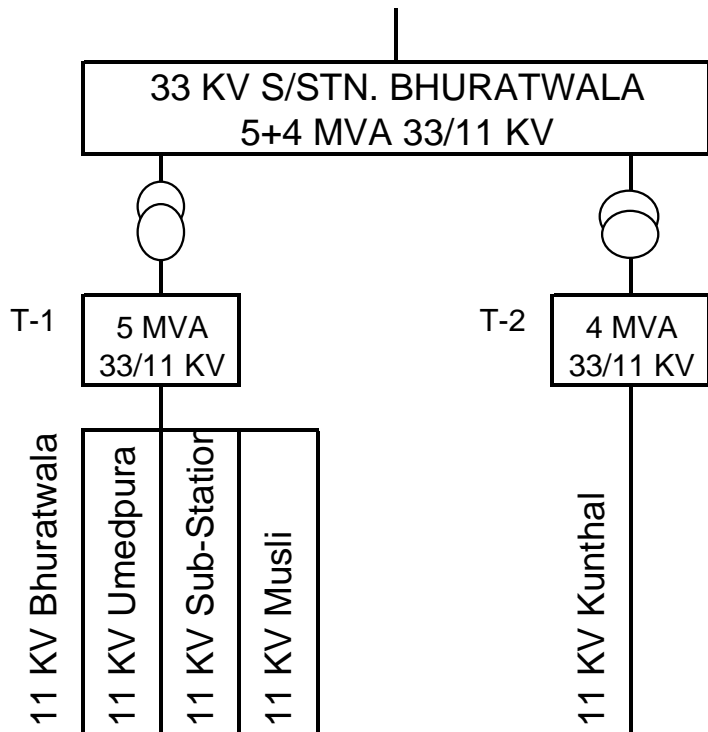 33 KV S/STN. BHURATWALA
5+4 MVA 33/11 KV
T-1
5 MVA
33/11 KV
T-2
4 MVA
33/11 KV
11 KV Bhuratwala
11 KV Umedpura
11 KV Sub-Station
11 KV Musli
11 KV Kunthal